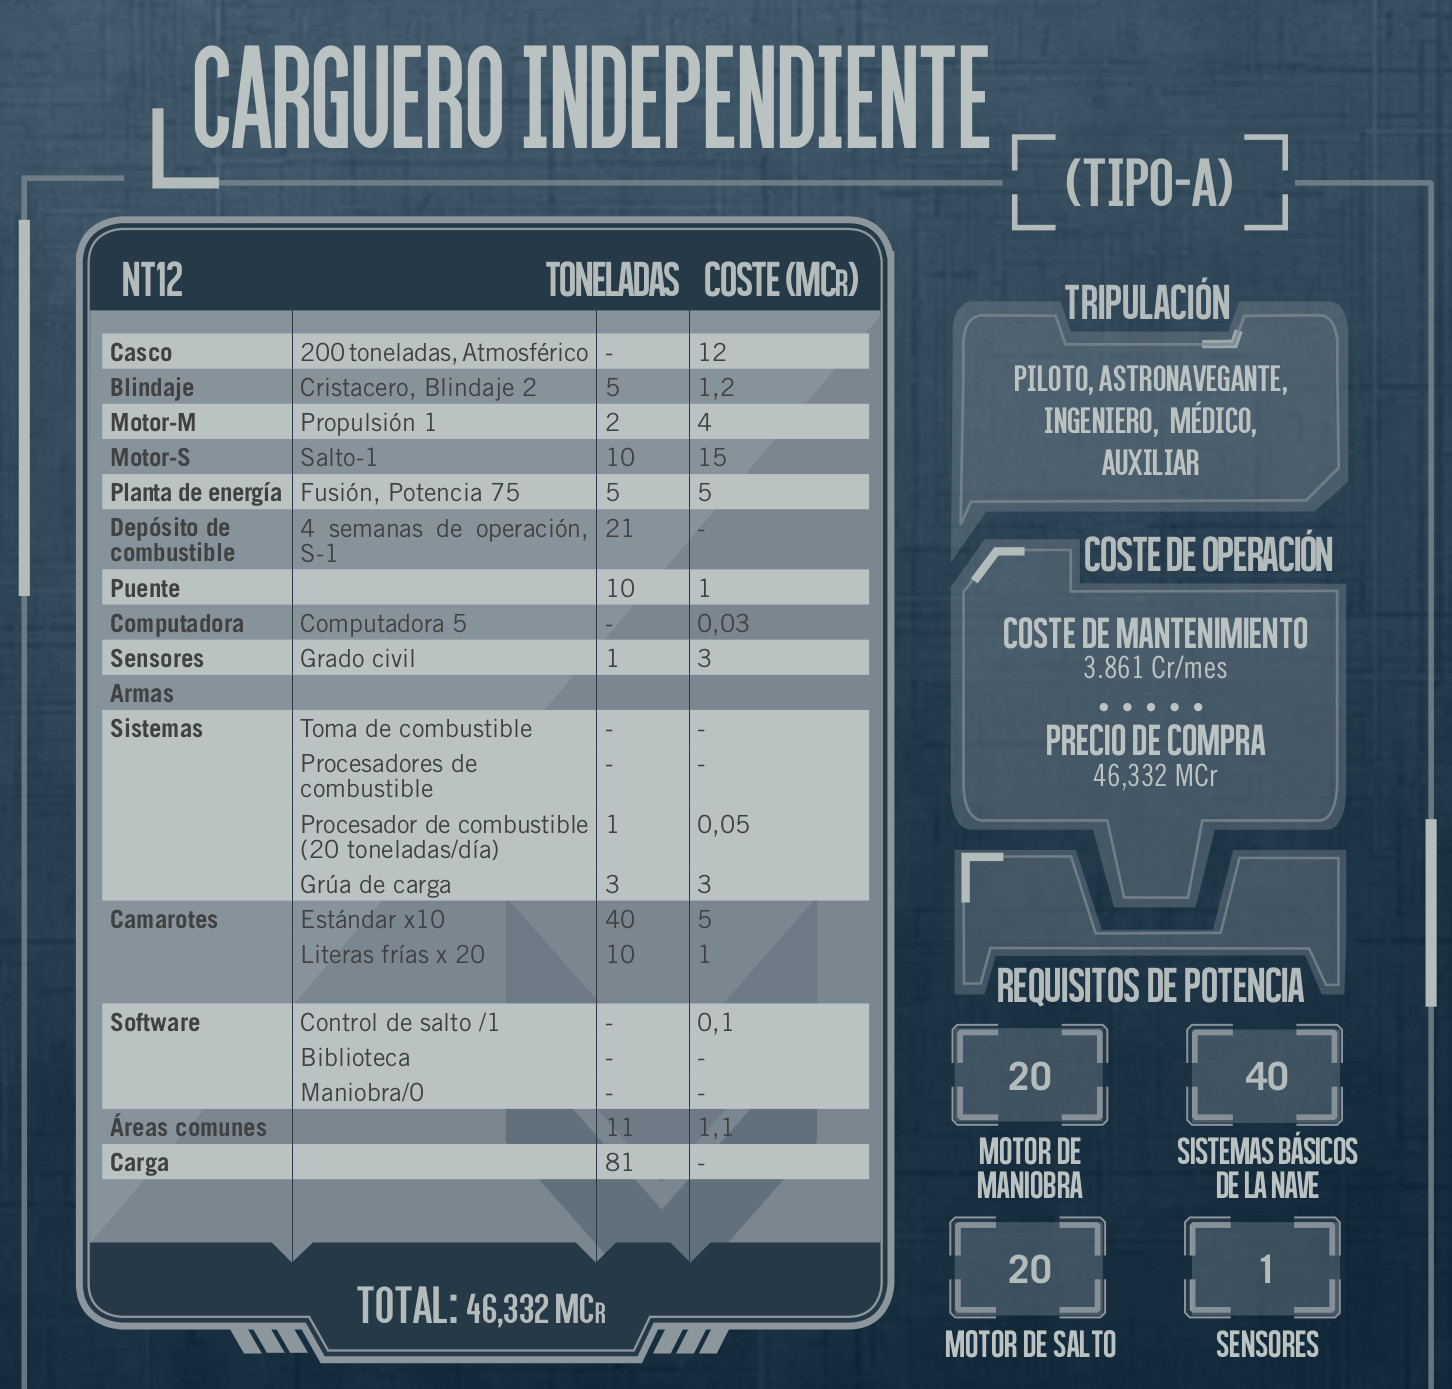 CARGUERO INDEPENDIENTE
(TIPO-A)
NT12 TONELADAS COSTE (MCR)
Casco 200 toneladas, Atmosférico - 12
Blindaje Cristacero, Blindaje 2 5 1,2
Motor-M Propulsión 1 2 4
Motor-S Salto-1 10 15
Planta de energía Fusión, Potencia 75 5 5
Depósito de 4 semanas de operación, 21 -
combustible S-1
Puente 10 1
Computadora Computadora 5 - 0,03
Sensores Grado civil 1 3
Armas
Sistemas Toma de combustible - -
Procesadores de - -
combustible
Procesador de combustible 1 0,05
(20 toneladas/día)
Grúa de carga 3 3
Camarotes Estándar x10 40 5
Literas frías x 20 10 1
Software Control de salto /1 - 0,1
Biblioteca - -
Maniobra/0 - -
Áreas comunes 11 1,1
Carga 81 -
TOTAL: 46,332 MCR
TRIPULACIÓN
PILOTO, ASTRONAVEGANTE,
INGENIERO, MÉDICO,
AUXILIAR
COSTE DE OPERACIÓN
COSTE DE MANTENIMIENTO
3.861 Cr/mes
• • • • •
PRECIO DE COMPRA
46,332 MCr
REQUISITOS DE POTENCIA
20 40
MOTOR DE SISTEMAS BÁSICOS
MANIOBRA DE LA NAVE
20 1
MOTOR DE SALTO SENSORES